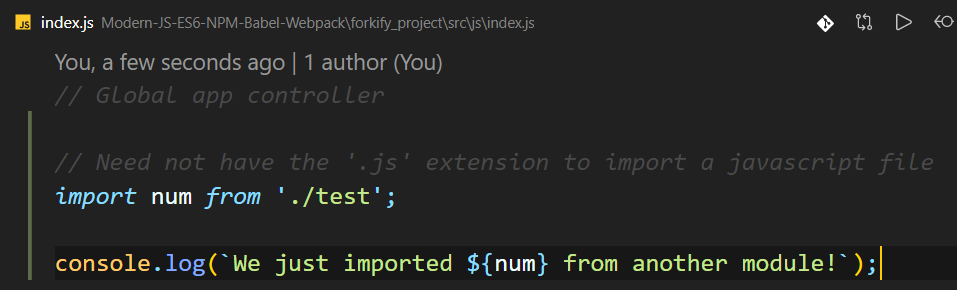 JS index.js Modern-JS-ES6-NPM-Babel-Webpack\forkify_project\src\js\index.js
You, a few seconds ago | 1 author (You)
// Global app controller
// Need not have the '.js' extension to import a javascript file
import num from './test';
console.log(`We just imported ${num} from another module!`);